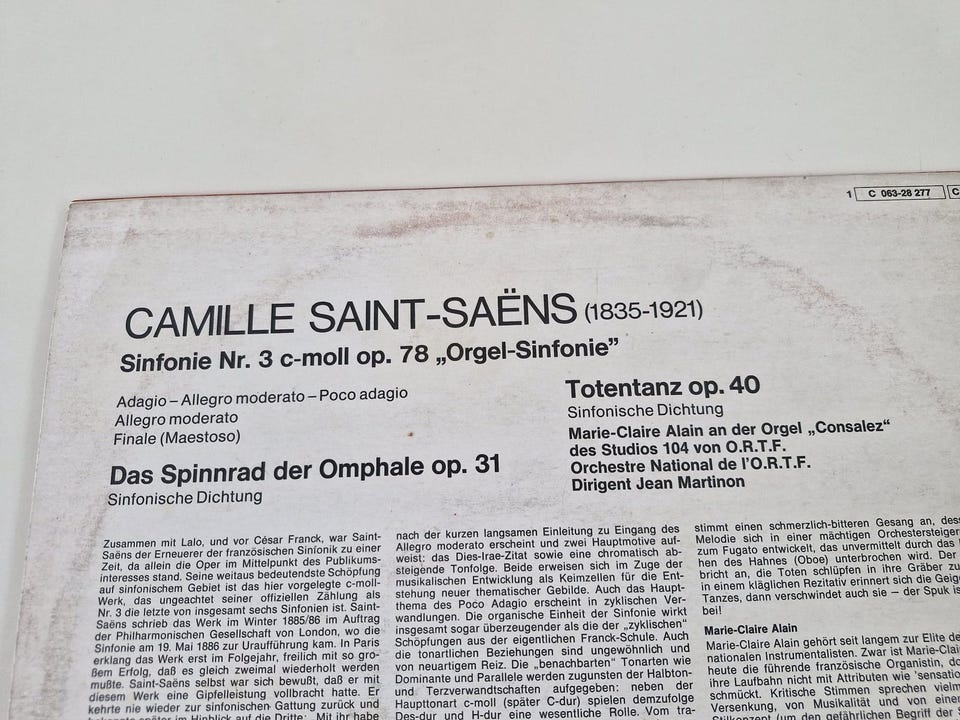 1 C 063-28 277 C
CAMILLE SAINT-SAËNS (1835-1921)
Sinfonie Nr. 3 c-moll op. 78 „Orgel-Sinfonie”
Adagio – Allegro moderato – Poco adagio
Allegro moderato
Finale (Maestoso)
Das Spinnrad der Omphale op. 31
Sinfonische Dichtung
Totentanz op. 40
Sinfonische Dichtung
Marie-Claire Alain an der Orgel „Consalez”
des Studios 104 von O.R.T.F.
Orchestre National de l'O.R.T.F.
Dirigent Jean Martinon
Zusammen mit Lalo, und vor César Franck, war Saint-
Saëns der Erneuerer der französischen Sinfonik zu einer
Zeit, da allein die Oper im Mittelpunkt des Publikums-
interesses stand. Seine weitaus bedeutendste Schöpfung
auf sinfonischem Gebiet ist das hier vorgelegte c-moll-
Werk, das ungeachtet seiner offiziellen Zählung als
Nr. 3 die letzte von insgesamt sechs Sinfonien ist. Saint-
Saëns schrieb das Werk im Winter 1885/86 im Auftrag
der Philharmonischen Gesellschaft von London, wo die
Sinfonie am 19. Mai 1886 zur Uraufführung kam. In Paris
erklang das Werk erst im Folgejahr, freilich mit so gro-
ßem Erfolg, daß es gleich zweimal wiederholt werden
mußte. Saint-Saëns selbst war sich bewußt, daß er mit
diesem Werk eine Gipfelleistung vollbracht hatte. Er
kehrte nie wieder zur sinfonischen Gattung zurück und
bekannte später im Hinblick auf die Dritte: „Mit ihr habe
nach der kurzen langsamen Einleitung zu Eingang des
Allegro moderato erscheint und zwei Hauptmotive auf-
weist: das Dies-Irae-Zitat sowie eine chromatisch ab-
steigende Tonfolge. Beide erweisen sich im Zuge der
musikalischen Entwicklung als Keimzellen für die Ent-
stehung neuer thematischer Gebilde. Auch das Haupt-
thema des Poco Adagio erscheint in zyklischen Ver-
wandlungen. Die organische Einheit der Sinfonie wirkt
insgesamt sogar überzeugender als die der „zyklischen”
Schöpfungen aus der eigentlichen Franck-Schule. Auch
die tonartlichen Beziehungen sind ungewöhnlich und
von neuartigem Reiz. Die „benachbarten” Tonarten wie
Dominante und Parallele werden zugunsten der Halbton-
und Terzverwandtschaften aufgegeben: neben der
Haupttonart c-moll (später C-dur) spielen demzufolge
Des-dur und H-dur eine wesentliche Rolle. Vom tra-
stimmt einen schmerzlich-bitteren Gesang an, dess
Melodie sich in einer mächtigen Orchestersteiger
zum Fugato entwickelt, das unvermittelt durch das
hen des Hahnes (Oboe) unterbrochen wird. Der
bricht an, die Toten schlüpfen in ihre Gräber zu
in einem kläglichen Rezitativ erinnert sich die Geige
Tanzes, dann verschwindet auch sie – der Spuk is
bei!
Marie-Claire Alain
Marie-Claire Alain gehört seit langem zur Elite de
nationalen Instrumentalisten. Zwar ist Marie-Clai
heute die führende französische Organistin, do
ihre Laufbahn nicht mit Attributen wie 'sensatio
schmückt. Kritische Stimmen sprechen vielm
Versenkung, von Musikalität und von eine
Stilkonzept (um den gefährlichen Begriff der